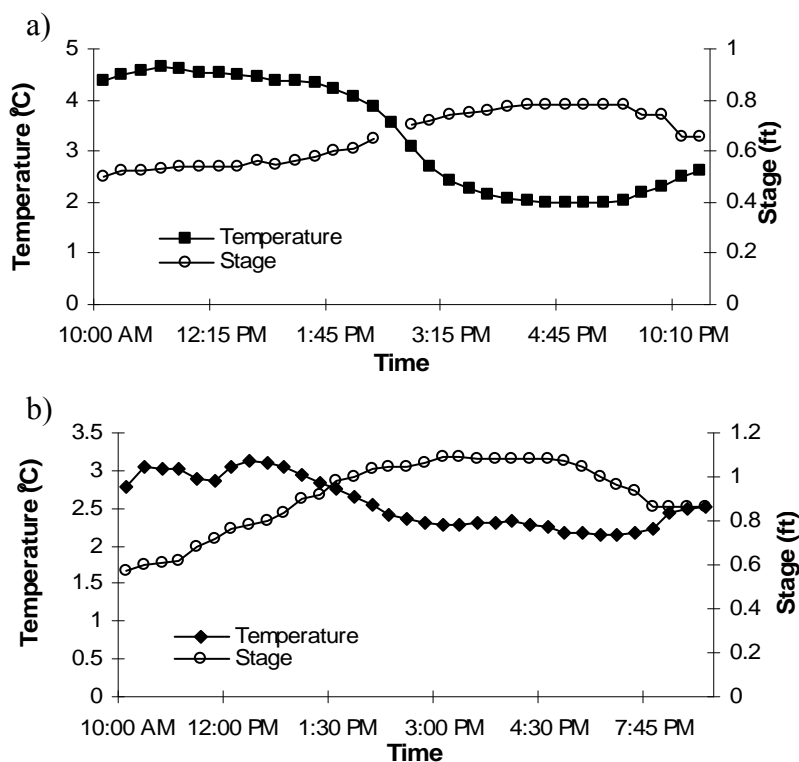 a)
5
4
3
2
1
0
Temperature (°C)
1
0.8
0.6
0.4
0.2
0
Stage (ft)
Temperature
Stage
10:00 AM 12:15 PM 1:45 PM 3:15 PM 4:45 PM 10:10 PM
Time
b)
3.5
3
2.5
2
1.5
1
0.5
0
Temperature (°C)
1.2
1
0.8
0.6
0.4
0.2
0
Stage (ft)
Temperature
Stage
10:00 AM 12:00 PM 1:30 PM 3:00 PM 4:30 PM 7:45 PM
Time